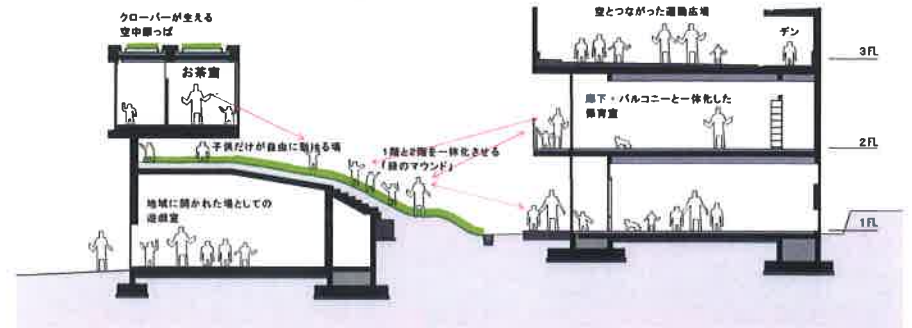 クローバーが生える
空中原っぱ
お茶室
子供だけが自由に駆ける場
地域に開かれた場としての
遊戯室
1階と2階を一体化させる
「緑のマウンド」
空とつながった運動広場
デン
3FL
廊下・バルコニーと一体化した
保育室
2FL
1FL